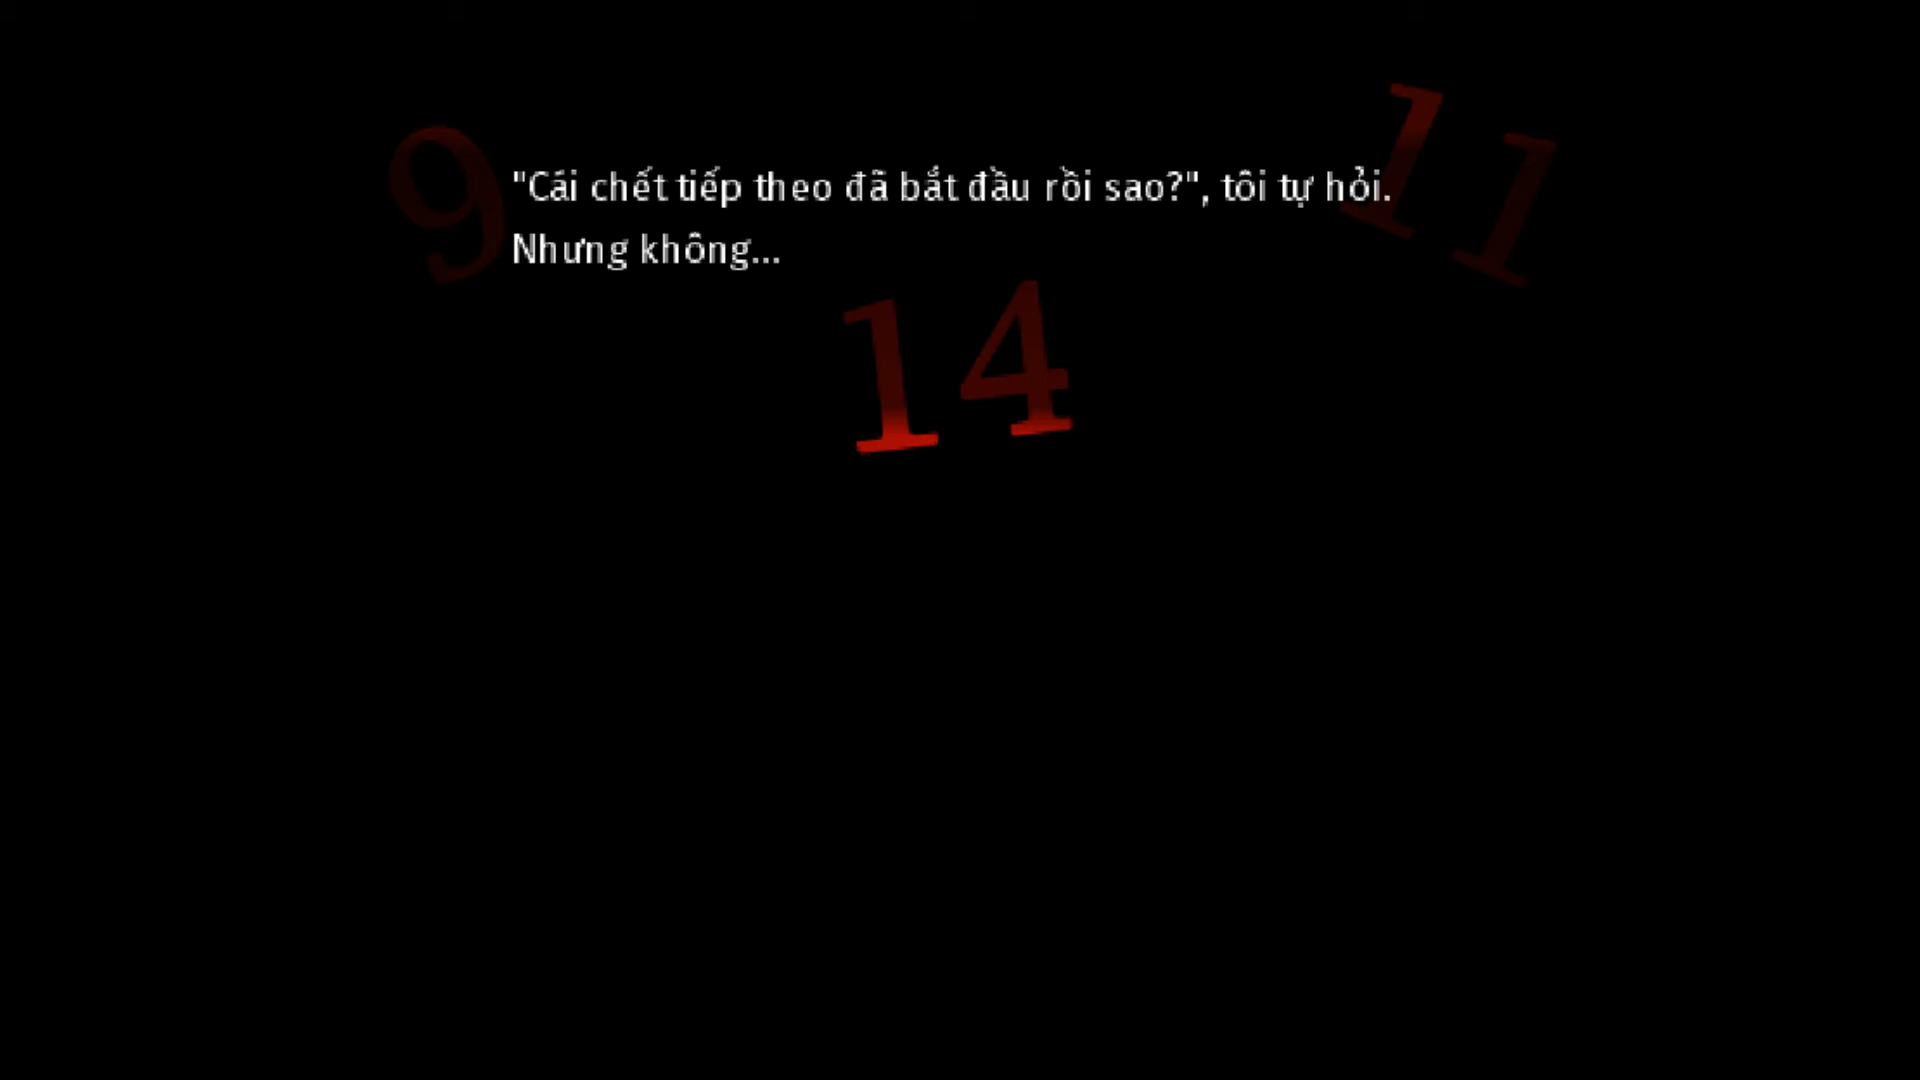 9
11
"Cái chết tiếp theo đã bắt đầu rồi sao?", tôi tự hỏi.
Nhưng không...
14